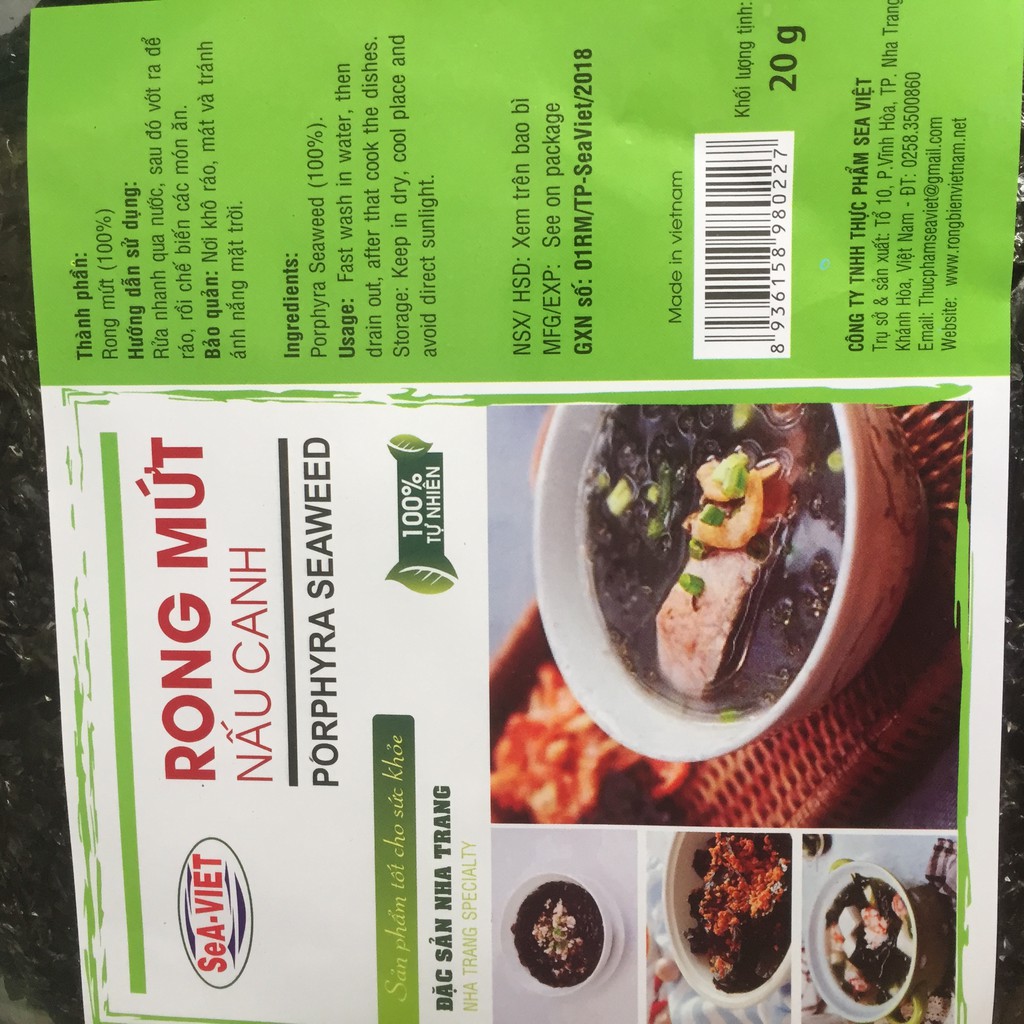 SeA-VIET
RONG MỨT
NẤU CANH
PORPHYRA SEAWEED
Sản phẩm tốt cho sức khỏe
100%
TỰ NHIÊN
ĐẶC SẢN NHA TRANG
NHA TRANG SPECIALTY
Thành phần:
Rong mứt (100%)
Hướng dẫn sử dụng:
Rửa nhanh qua nước, sau đó vớt ra để
ráo, rồi chế biến các món ăn.
Bảo quản: Nơi khô ráo, mát và tránh
ánh nắng mặt trời.
Ingredients:
Porphyra Seaweed (100%).
Usage: Fast wash in water, then
drain out, after that cook the dishes.
Storage: Keep in dry, cool place and
avoid direct sunlight.
NSX/ HSD: Xem trên bao bì
MFG/EXP: See on package
GXN số: 01RM/TP-SeaViet/2018
Made in vietnam
8 936158 980227
Khối lượng tịnh:
20 g
CÔNG TY TNHH THỰC PHẨM SEA VIỆT
Trụ sở & sản xuất: Tổ 10, P.Vĩnh Hòa, TP. Nha Trang
Khánh Hòa, Việt Nam - ĐT: 0258.3500860
Email: Thucphamseaviet@gmail.com
Website: www.rongbienvietnam.net